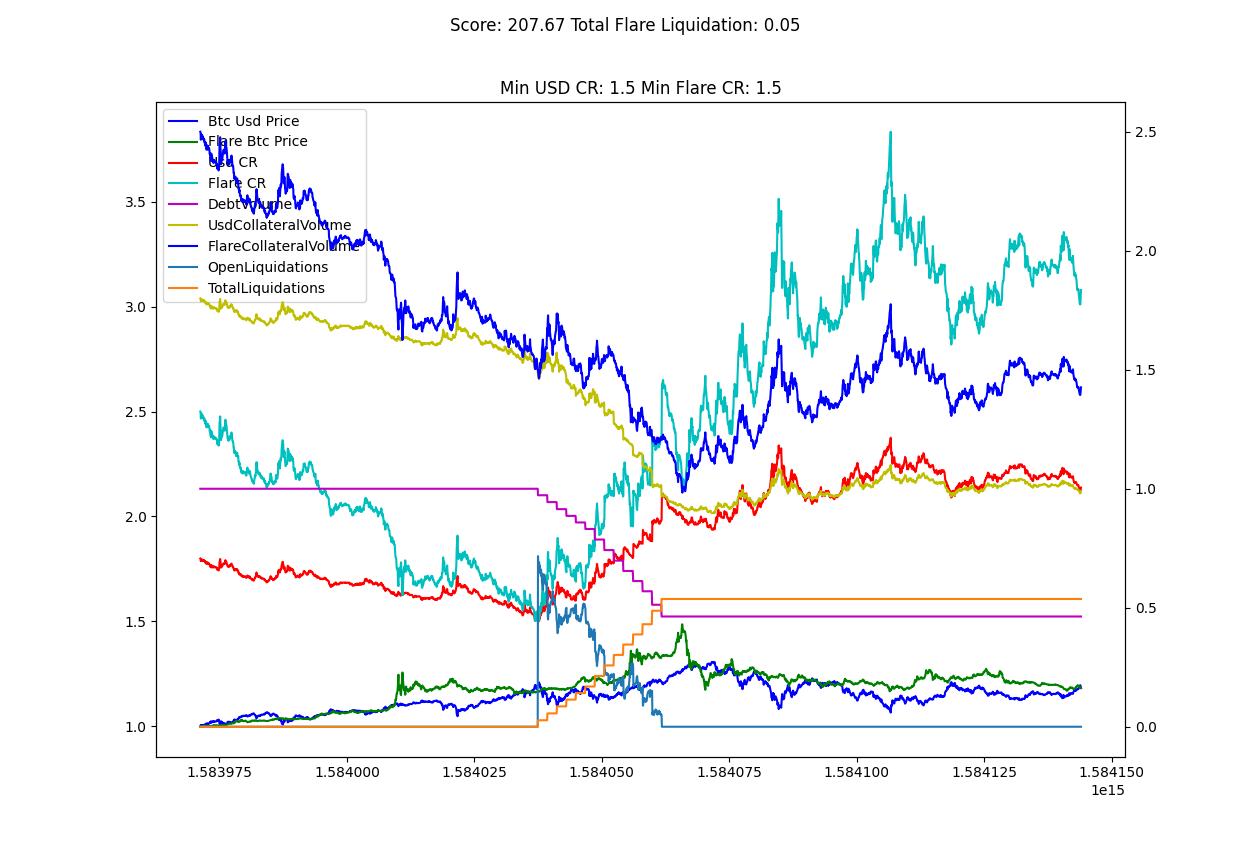 Score: 207.67 Total Flare Liquidation: 0.05
Min USD CR: 1.5 Min Flare CR: 1.5
Btc Usd Price
Flare Btc Price
Usd CR
Flare CR
DebtVolume
UsdCollateralVolume
FlareCollateralVolume
OpenLiquidations
TotalLiquidations
3.5
3.0
2.5
2.0
1.5
1.0
2.5
2.0
1.5
1.0
0.5
0.0
1.583975 1.584000 1.584025 1.584050 1.584075 1.584100 1.584125 1.584150
1e15